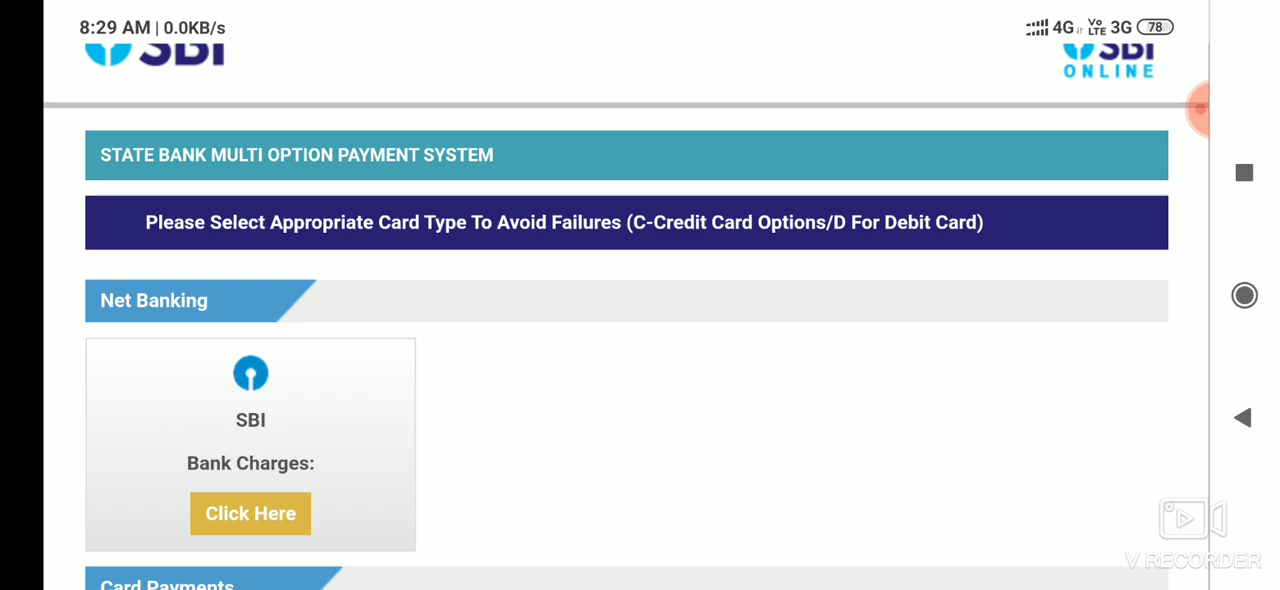 8:29 AM | 0.0KB/s
4G Vo LTE 3G 78
SBI
SBI
ONLINE
STATE BANK MULTI OPTION PAYMENT SYSTEM
Please Select Appropriate Card Type To Avoid Failures (C-Credit Card Options/D For Debit Card)
Net Banking
SBI
Bank Charges:
Click Here
V RECORDER
Card Payments